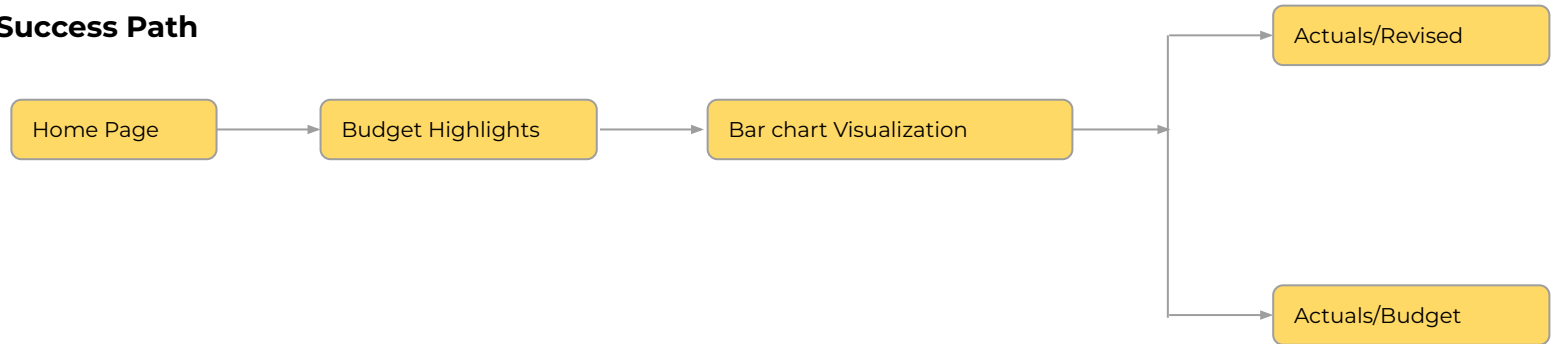 Success Path
Actuals/Revised
Home Page
Budget Highlights
Bar chart Visualization
Actuals/Budget